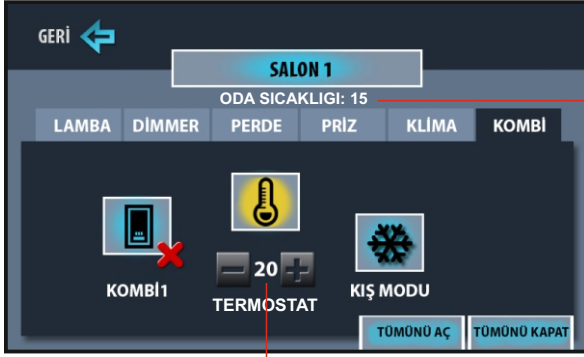 GERİ
SALON 1
ODA SICAKLIGI: 15
LAMBA DİMMER PERDE PRİZ KLİMA KOMBİ
20
KOMBİ1 TERMOSTAT KIŞ MODU
TÜMÜNÜ AÇ TÜMÜNÜ KAPAT